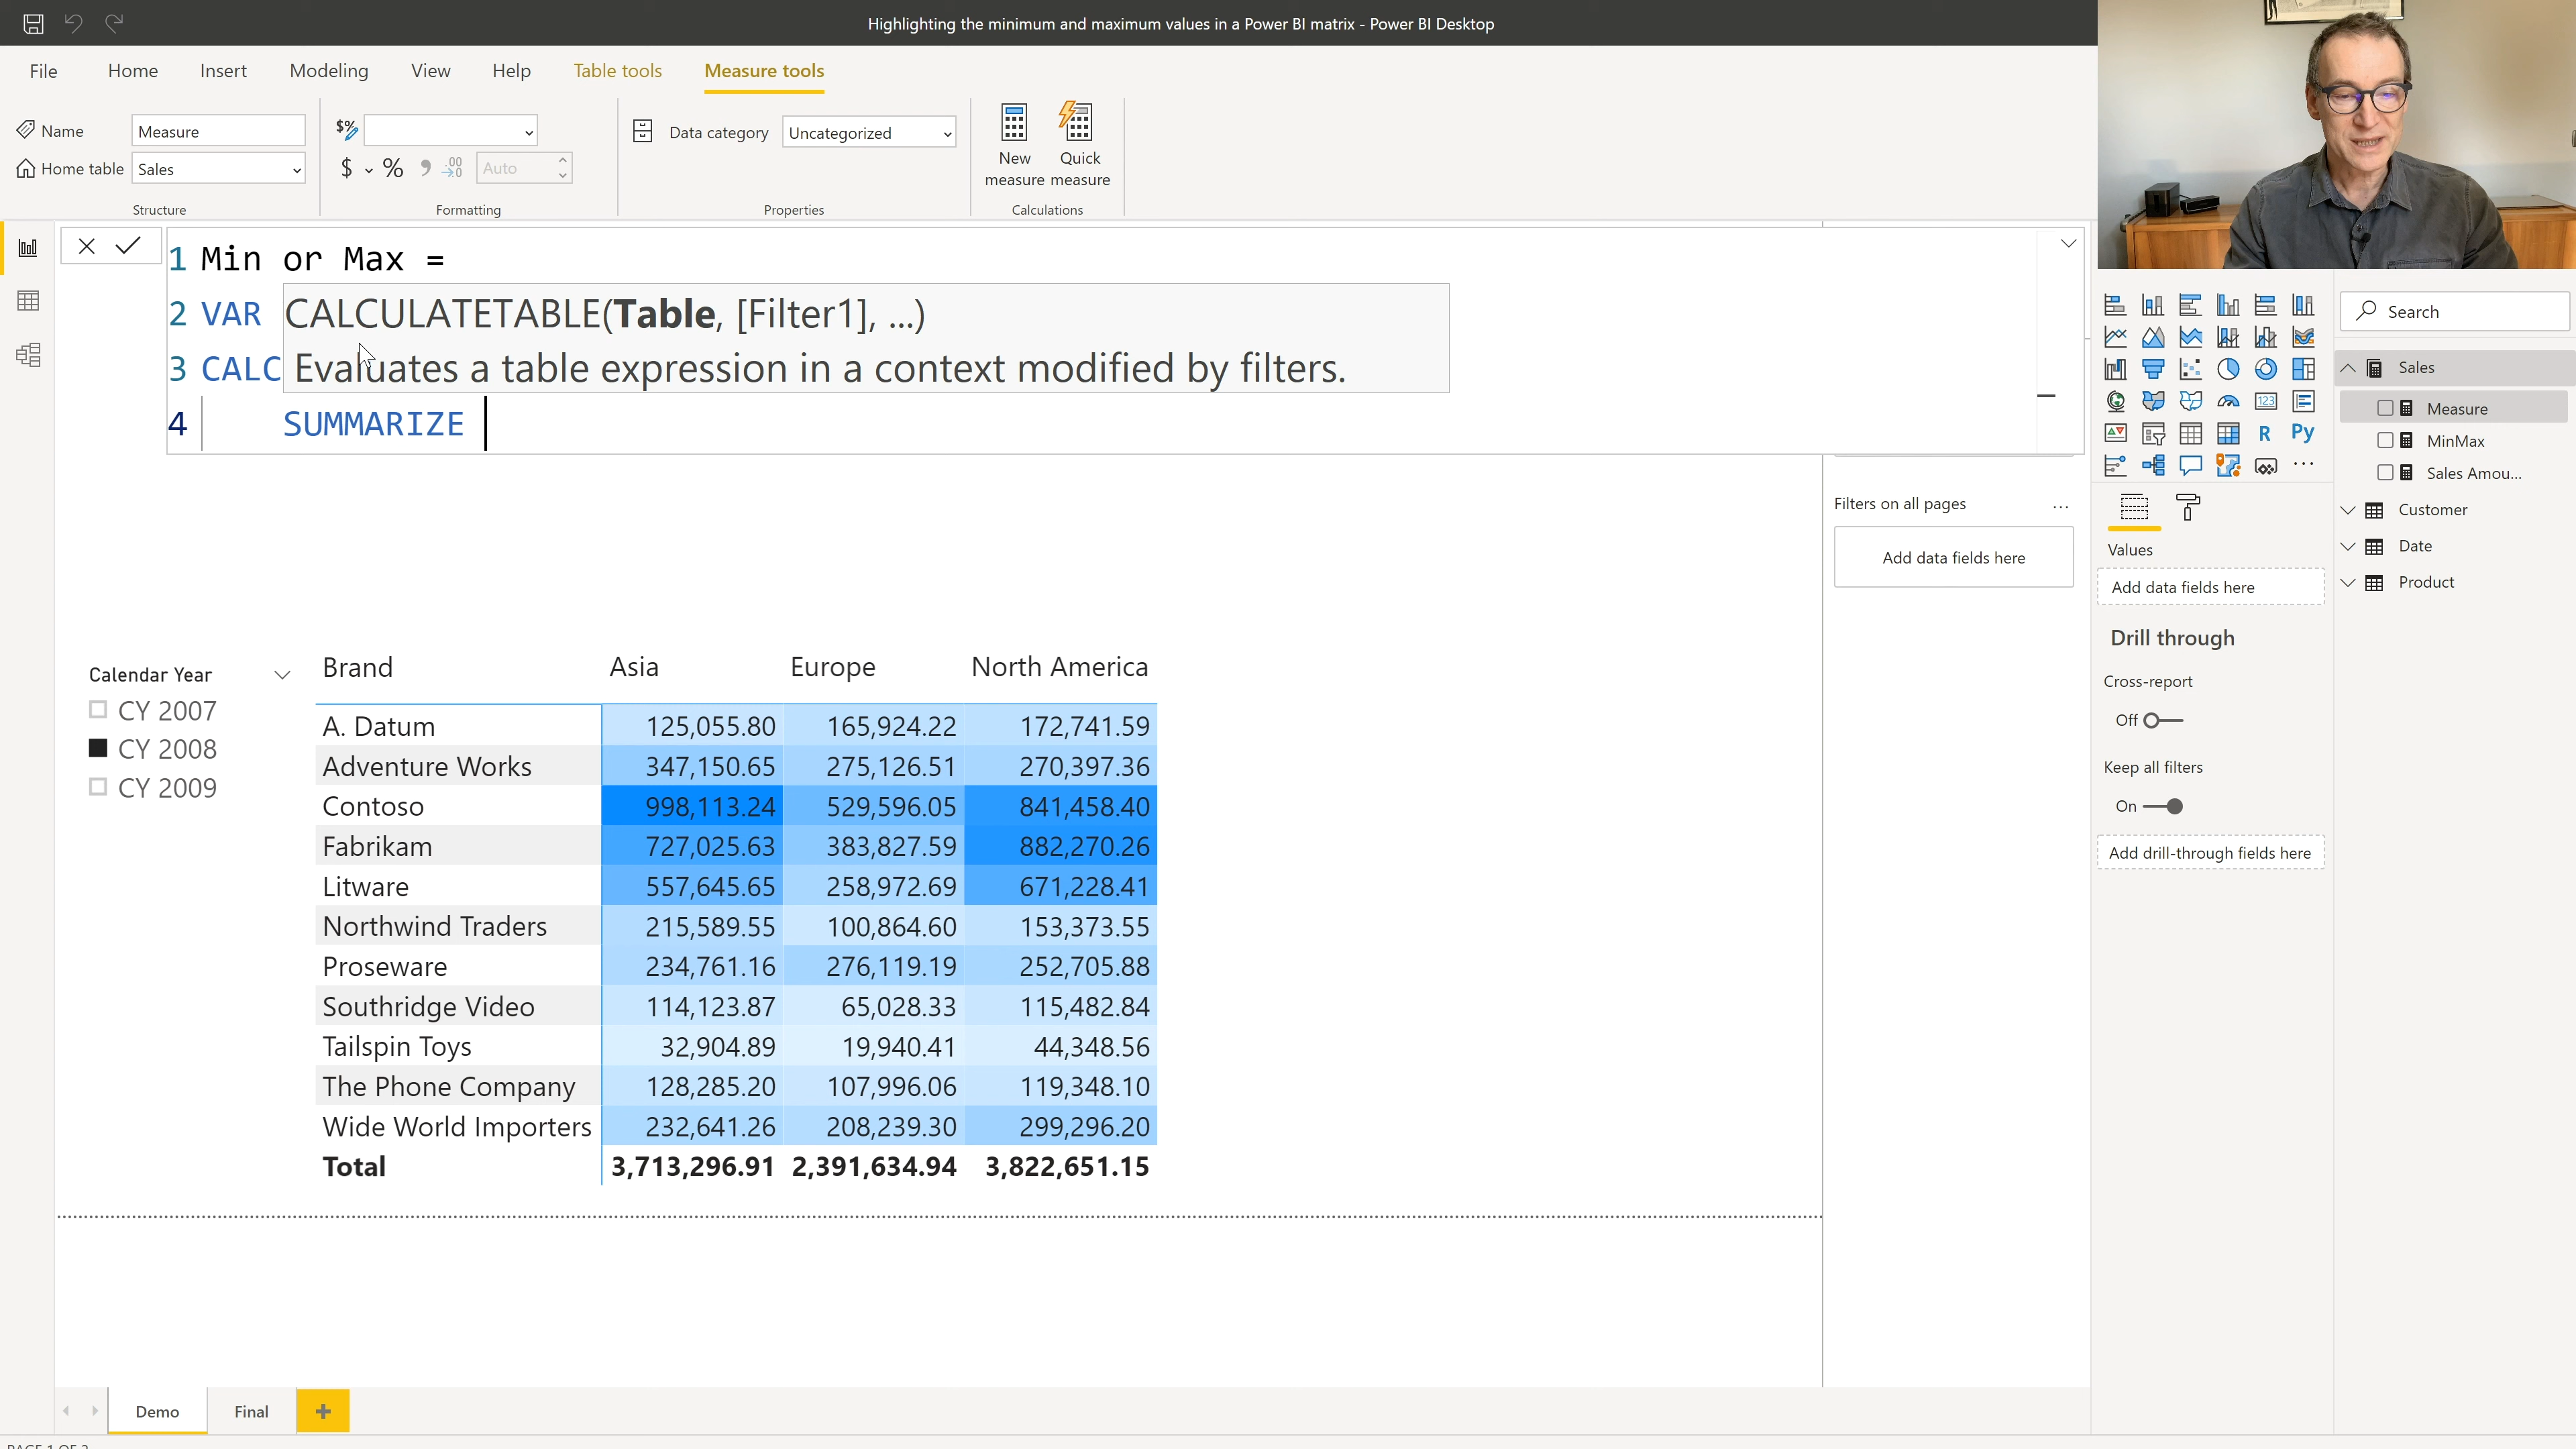 Highlighting the minimum and maximum values in a Power BI matrix - Power BI Desktop
File Home Insert Modeling View Help Table tools Measure tools
Name Measure
Home table Sales
$ % 9 .00 →.0 Auto
Data category Uncategorized
New measure
Quick measure
Structure Formatting Properties Calculations
1 Min or Max =
2 VAR
CALCULATETABLE(Table, [Filter1], ...)
3 CALC
Evaluates a table expression in a context modified by filters.
4 SUMMARIZE
Filters on all pages ...
Add data fields here
123
R Py
...
Values
Add data fields here
Drill through
Cross-report
Off
Keep all filters
On
Add drill-through fields here
Search
Sales
Measure
MinMax
Sales Amou...
Customer
Date
Product
Calendar Year
CY 2007
CY 2008
CY 2009
Brand Asia Europe North America
A. Datum 125,055.80 165,924.22 172,741.59
Adventure Works 347,150.65 275,126.51 270,397.36
Contoso 998,113.24 529,596.05 841,458.40
Fabrikam 727,025.63 383,827.59 882,270.26
Litware 557,645.65 258,972.69 671,228.41
Northwind Traders 215,589.55 100,864.60 153,373.55
Proseware 234,761.16 276,119.19 252,705.88
Southridge Video 114,123.87 65,028.33 115,482.84
Tailspin Toys 32,904.89 19,940.41 44,348.56
The Phone Company 128,285.20 107,996.06 119,348.10
Wide World Importers 232,641.26 208,239.30 299,296.20
Total 3,713,296.91 2,391,634.94 3,822,651.15
Demo Final +
PAGE 1 OF 2